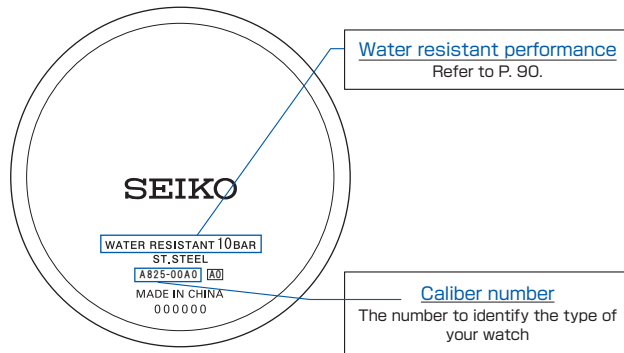 Water resistant performance
Refer to P. 90.
SEIKO
WATER RESISTANT 10BAR
ST.STEEL
A825-00A0 A0
MADE IN CHINA
000000
Caliber number
The number to identify the type of
your watch